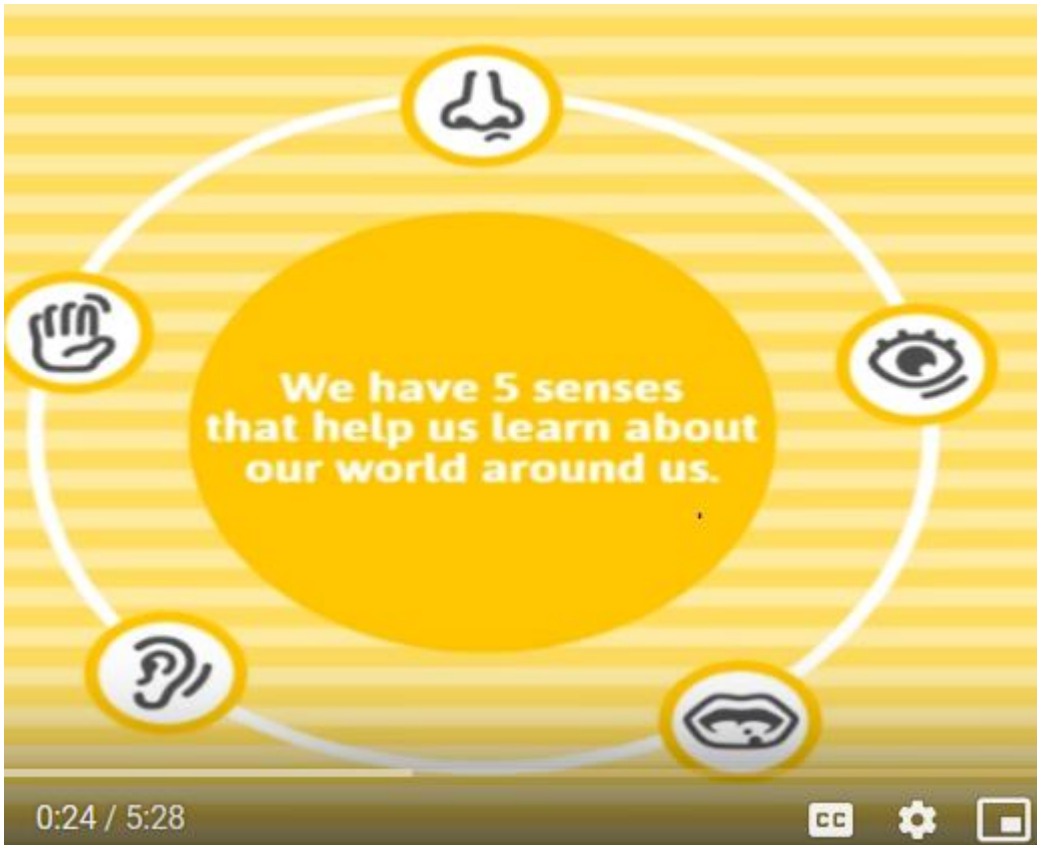 We have 5 senses
that help us learn about
our world around us.
0:24 / 5:28
CC